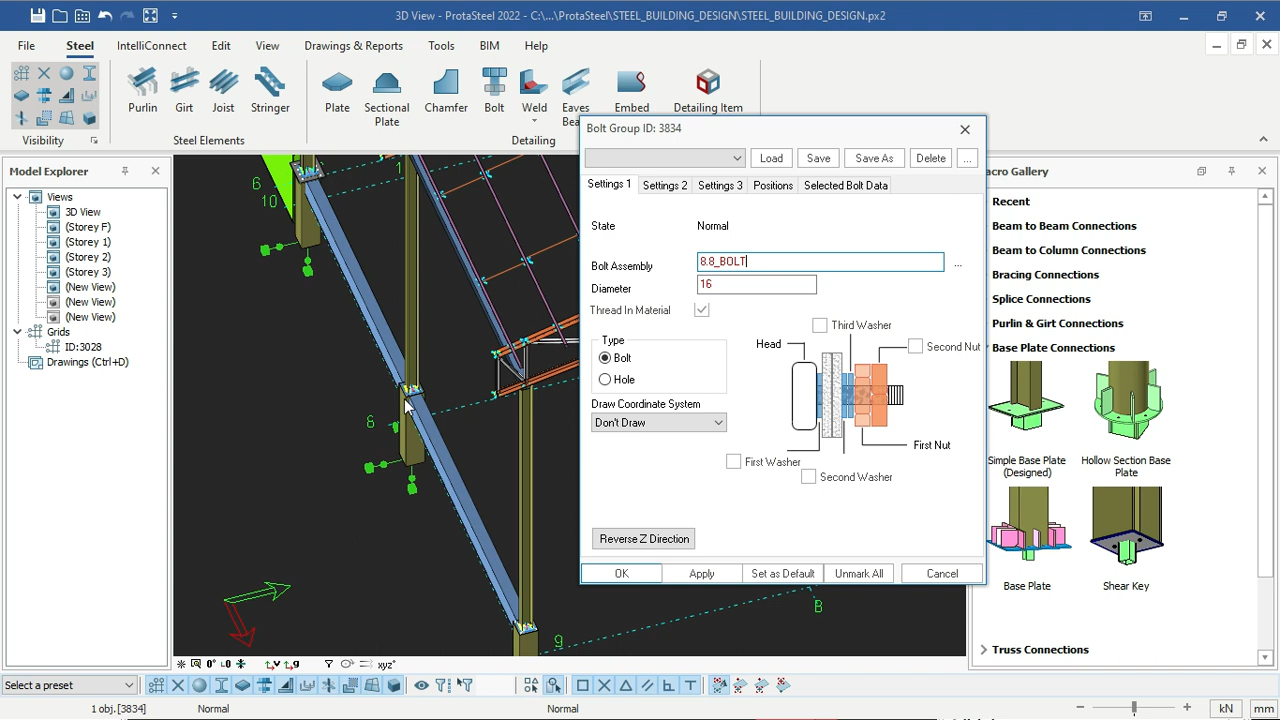 3D View - ProtaSteel 2022 - C:\...\ProtaSteel\STEEL_BUILDING_DESIGN\STEEL_BUILDING_DESIGN.px2
File Steel IntelliConnect Edit View Drawings & Reports Tools BIM Help
Purlin Girt Joist Stringer Plate Sectional Plate Chamfer Bolt Weld Eaves Bea Embed Detailing Item
Visibility Steel Elements Detailing
Model Explorer
Views
3D View
(Storey F)
(Storey 1)
(Storey 2)
(Storey 3)
(New View)
(New View)
(New View)
Grids
ID:3028
Drawings (Ctrl+D)
6
10
1
6
9
B
Bolt Group ID: 3834
Load Save Save As Delete ...
Settings 1 Settings 2 Settings 3 Positions Selected Bolt Data
State Normal
Bolt Assembly 8.8_BOLT ...
Diameter 16
Thread In Material
Third Washer
Type
Bolt
Hole
Head
Second Nut
Draw Coordinate System
Don't Draw
First Nut
First Washer
Second Washer
Reverse Z Direction
OK Apply Set as Default Unmark All Cancel
acro Gallery
Recent
Beam to Beam Connections
Beam to Column Connections
Bracing Connections
Splice Connections
Purlin & Girt Connections
Base Plate Connections
Simple Base Plate (Designed)
Hollow Section Base Plate
Base Plate
Shear Key
Truss Connections
xyz°
Select a preset
1 obj.[3834] Normal Normal kN mm